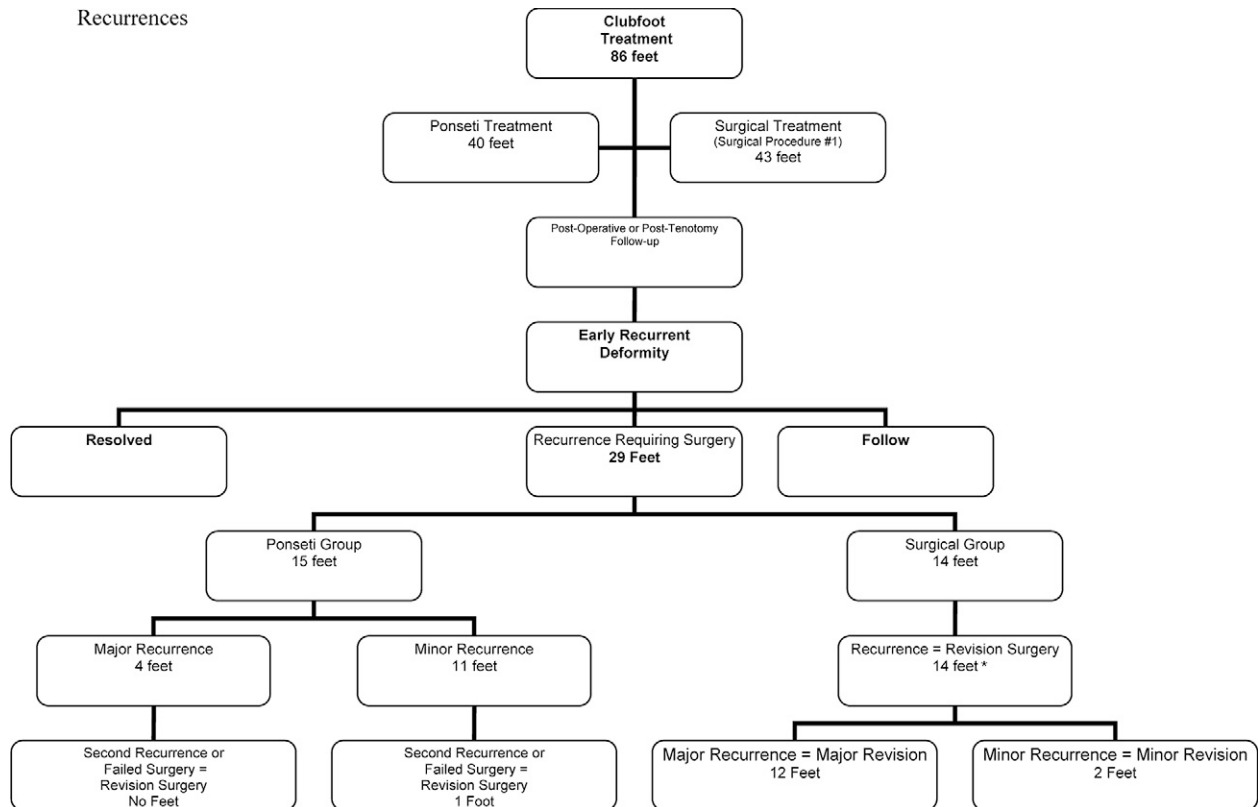 Recurrences
Clubfoot
Treatment
86 feet
Ponseti Treatment
40 feet
Surgical Treatment
(Surgical Procedure #1)
43 feet
Post-Operative or Post-Tenotomy
Follow-up
Early Recurrent
Deformity
Resolved
Recurrence Requiring Surgery
29 Feet
Follow
Ponseti Group
15 feet
Surgical Group
14 feet
Major Recurrence
4 feet
Minor Recurrence
11 feet
Recurrence = Revision Surgery
14 feet *
Second Recurrence or
Failed Surgery =
Revision Surgery
No Feet
Second Recurrence or
Failed Surgery =
Revision Surgery
1 Foot
Major Recurrence = Major Revision
12 Feet
Minor Recurrence = Minor Revision
2 Feet